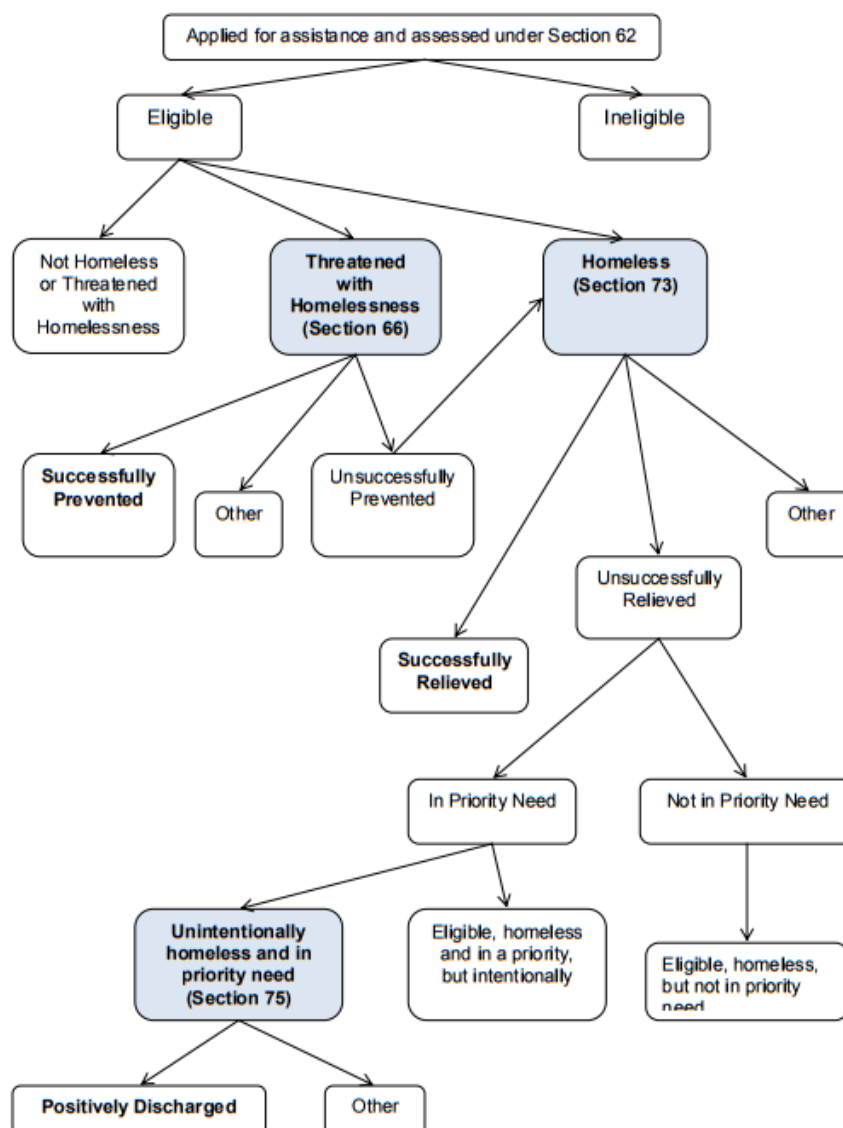 Applied for assistance and assessed under Section 62
Eligible
Ineligible
Not Homeless
or Threatened
with
Homelessness
Threatened
with
Homelessness
(Section 66)
Homeless
(Section 73)
Successfully
Prevented
Other
Unsuccessfully
Prevented
Other
Unsuccessfully
Relieved
Successfully
Relieved
In Priority Need
Not in Priority Need
Unintentionally
homeless and in
priority need
(Section 75)
Eligible, homeless
and in a priority,
but intentionally
Eligible, homeless,
but not in priority
need
Positively Discharged
Other